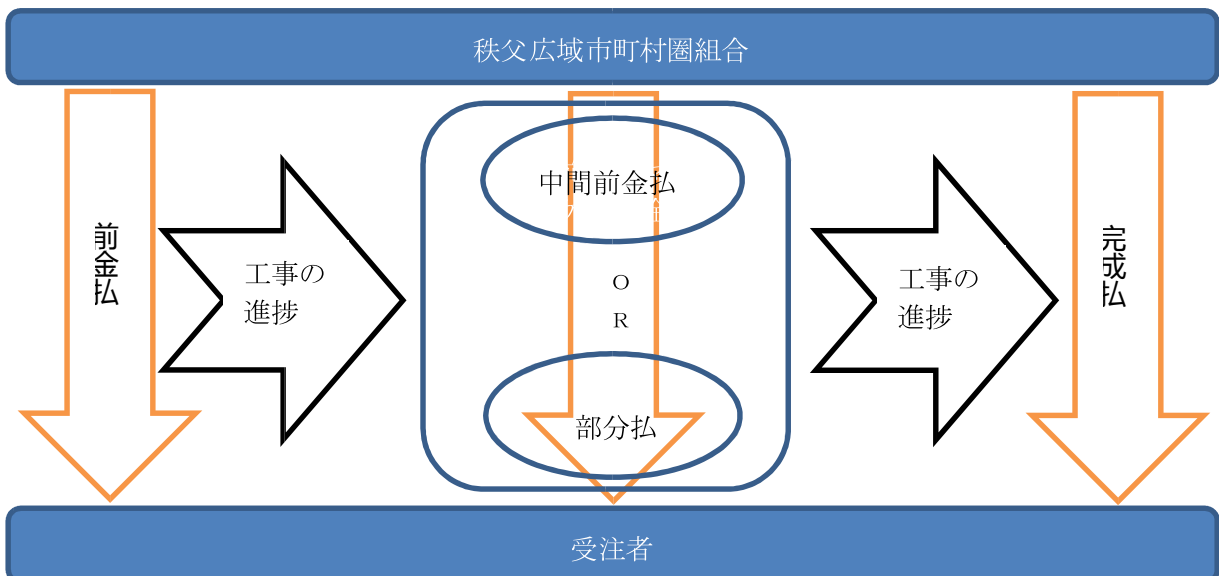 秩父広域市町村圏組合
前金払
工事の
進捗
中間前金払
O
R
部分払
工事の
進捗
完成払
受注者